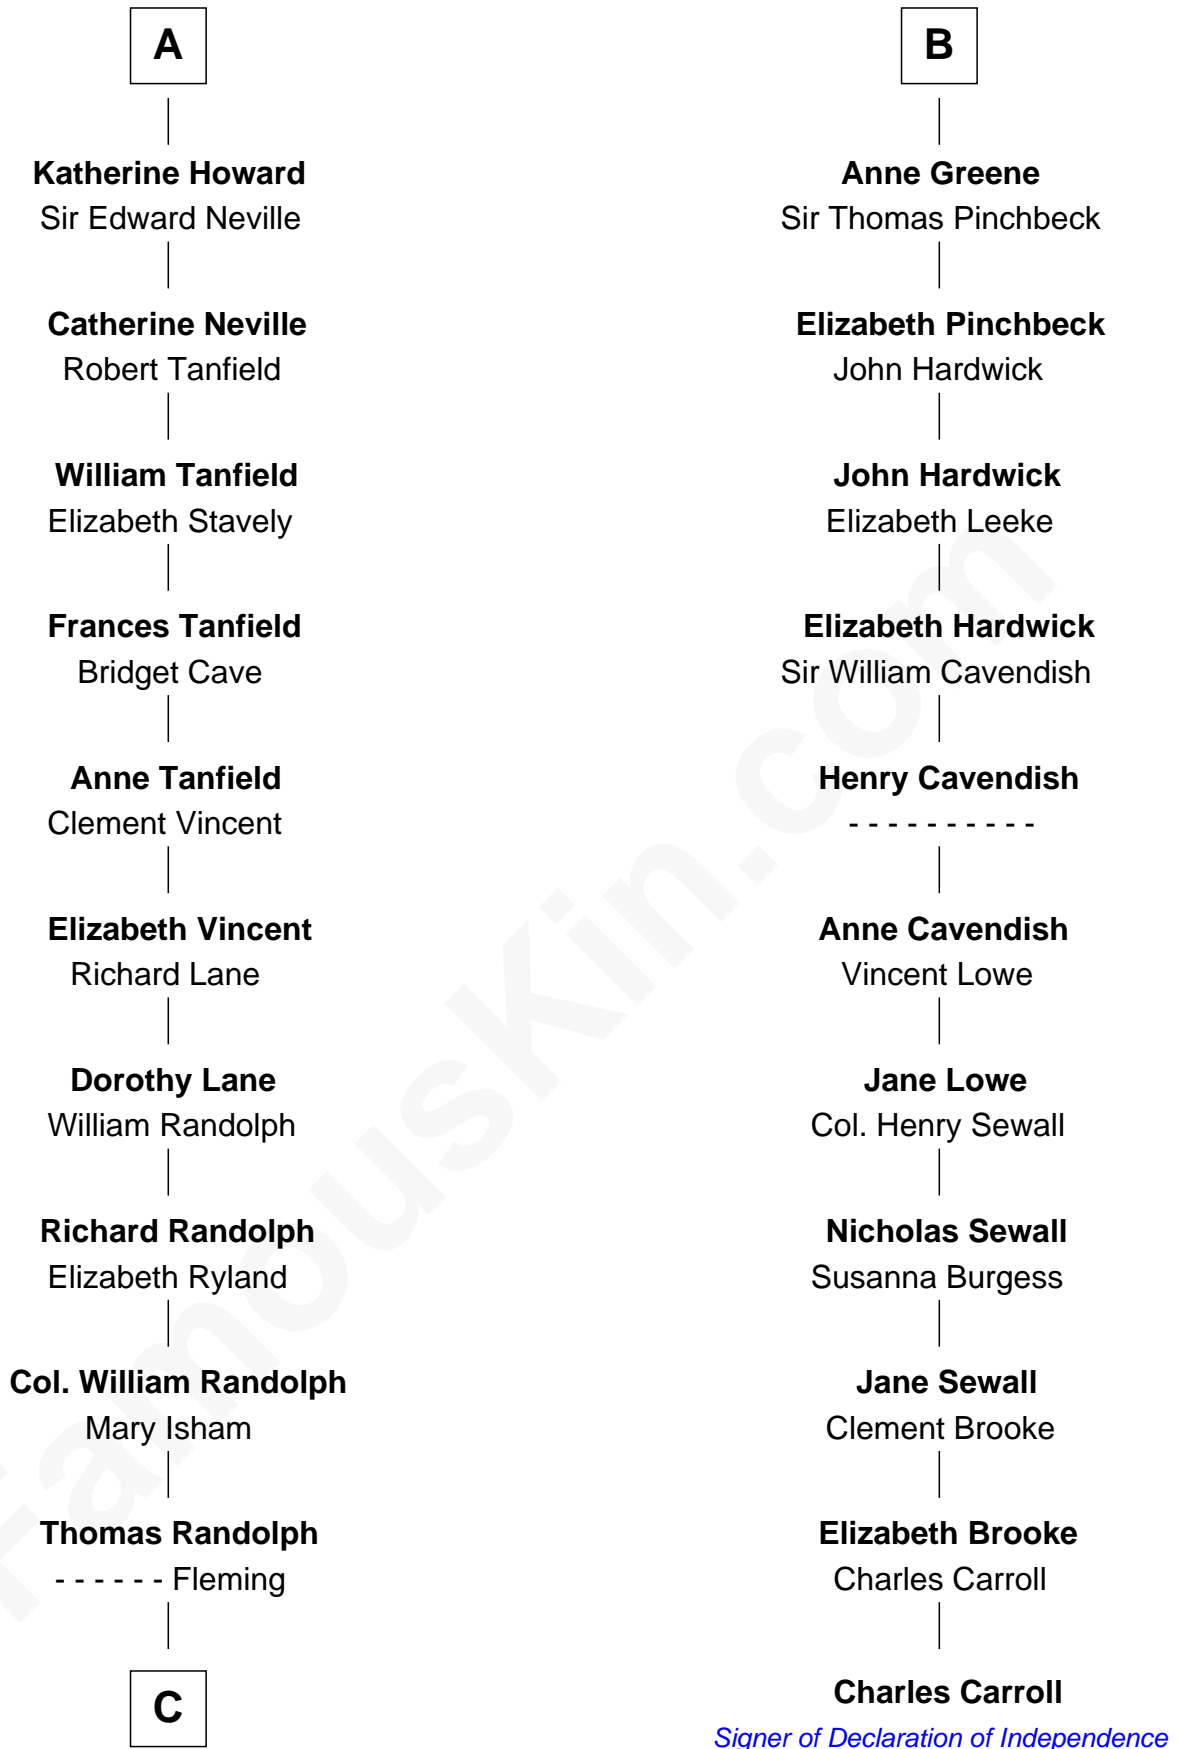 A
Katherine Howard
Sir Edward Neville
Catherine Neville
Robert Tanfield
William Tanfield
Elizabeth Stavely
Frances Tanfield
Bridget Cave
Anne Tanfield
Clement Vincent
Elizabeth Vincent
Richard Lane
Dorothy Lane
William Randolph
Richard Randolph
Elizabeth Ryland
Col. William Randolph
Mary Isham
Thomas Randolph
- - - - - - Fleming
C
B
Anne Greene
Sir Thomas Pinchbeck
Elizabeth Pinchbeck
John Hardwick
John Hardwick
Elizabeth Leeke
Elizabeth Hardwick
Sir William Cavendish
Henry Cavendish
- - - - - - - - - -
Anne Cavendish
Vincent Lowe
Jane Lowe
Col. Henry Sewall
Nicholas Sewall
Susanna Burgess
Jane Sewall
Clement Brooke
Elizabeth Brooke
Charles Carroll
Charles Carroll
Signer of Declaration of Independence
FamousKin.com